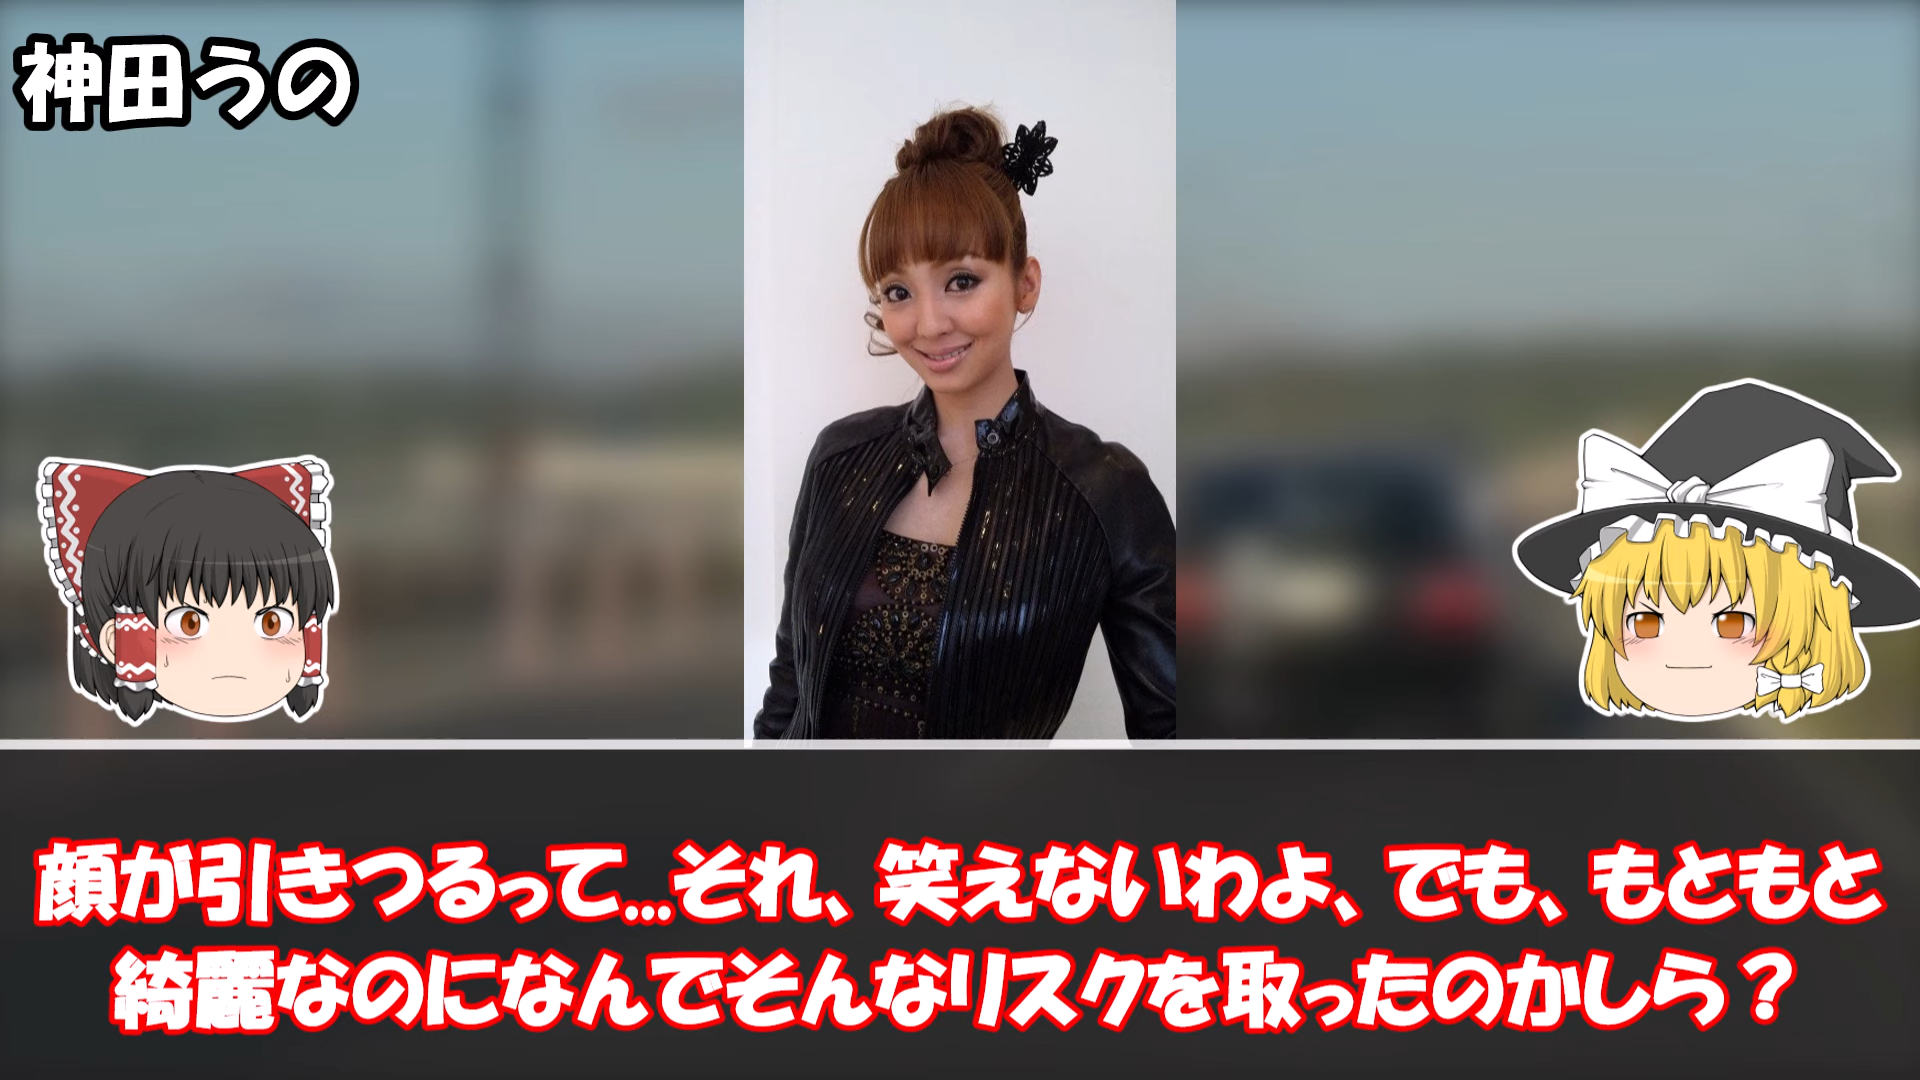 神田うの
顔が引きつるって...それ、笑えないわよ、でも、もともと
綺麗なのになんでそんなリスクを取ったのかしら？